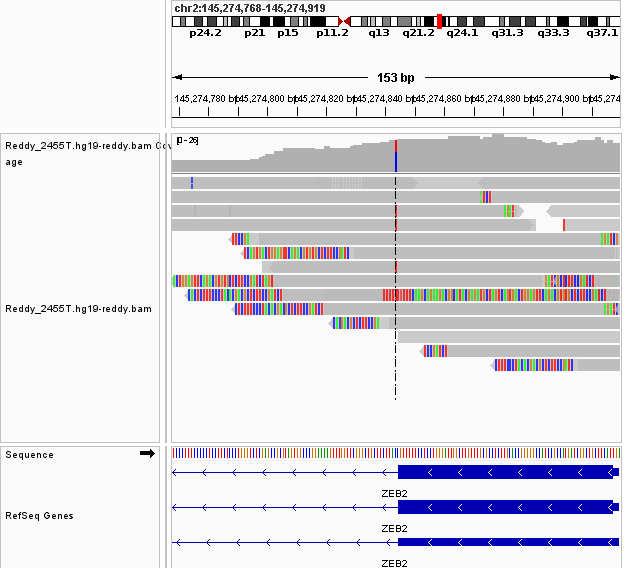 chr2:145,274,768-145,274,919
p24.2 p21 p15 p11.2 q13 q21.2 q24.1 q31.3 q33.3 q37.1
153 bp
145,274,780 bp 145,274,800 bp 145,274,820 bp 145,274,840 bp 145,274,860 bp 145,274,880 bp 145,274,900 bp 145,274
Reddy_2455T.hg19-reddy.bam Cov
age
[0-26]
Reddy_2455T.hg19-reddy.bam
Sequence
ZEB2
RefSeq Genes
ZEB2
ZEB2